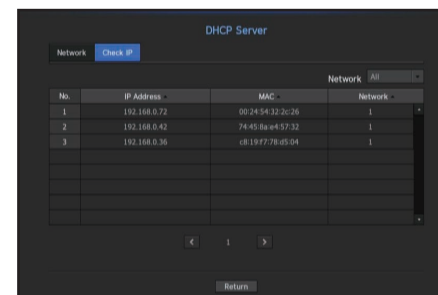 DHCP Server
Network Check IP
Network All
No. IP Address MAC Network
1 192.168.0.72 00:24:54:32:2c:26 1
2 192.168.0.42 74:45:8a:e4:57:32 1
3 192.168.0.36 c8:19:f7:78:d5:04 1
< 1 >
Return